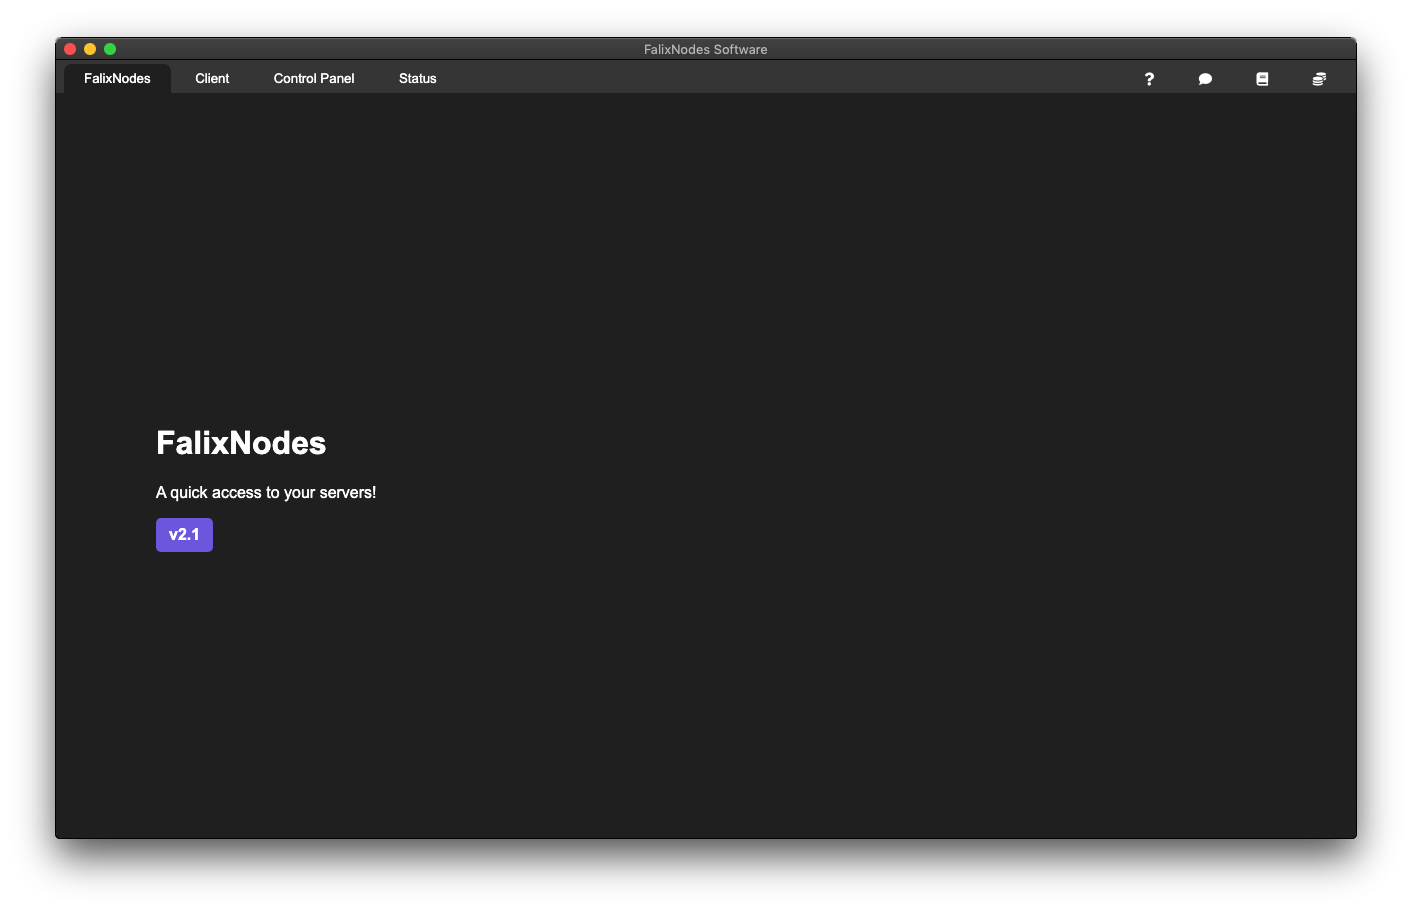 FalixNodes Software
FalixNodes Client Control Panel Status ?
FalixNodes
A quick access to your servers!
v2.1